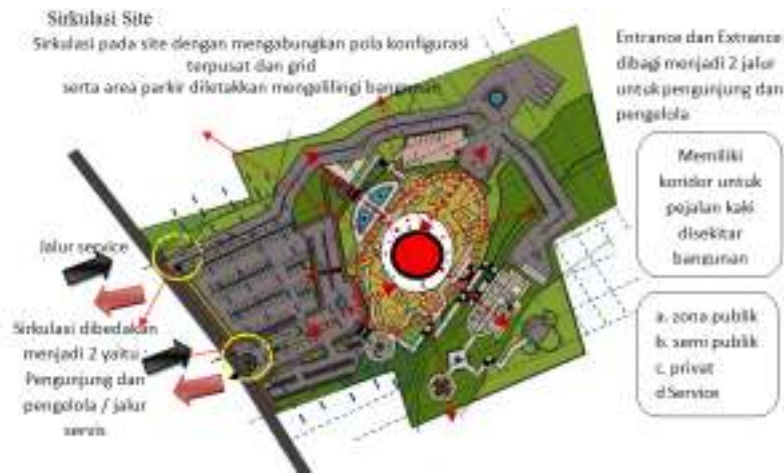 Sirkulasi Site
Sirkulasi pada site dengan mengabungkan pola konfigurasi
terpusat dan grid
serta area parkir diletakkan mengelilingi bangunan
Entrance dan Extrance
dibagi menjadi 2 jalur
untuk pengunjung dan
pengelola
Memiliki
koridor untuk
pejalan kaki
disekitar
bangunan
Jalur service
Sirkulasi dibedakan
menjadi 2 yaitu
Pengunjung dan
pengelola / jalur
servis
a. zona publik
b. semi publik
c. privat
d Service